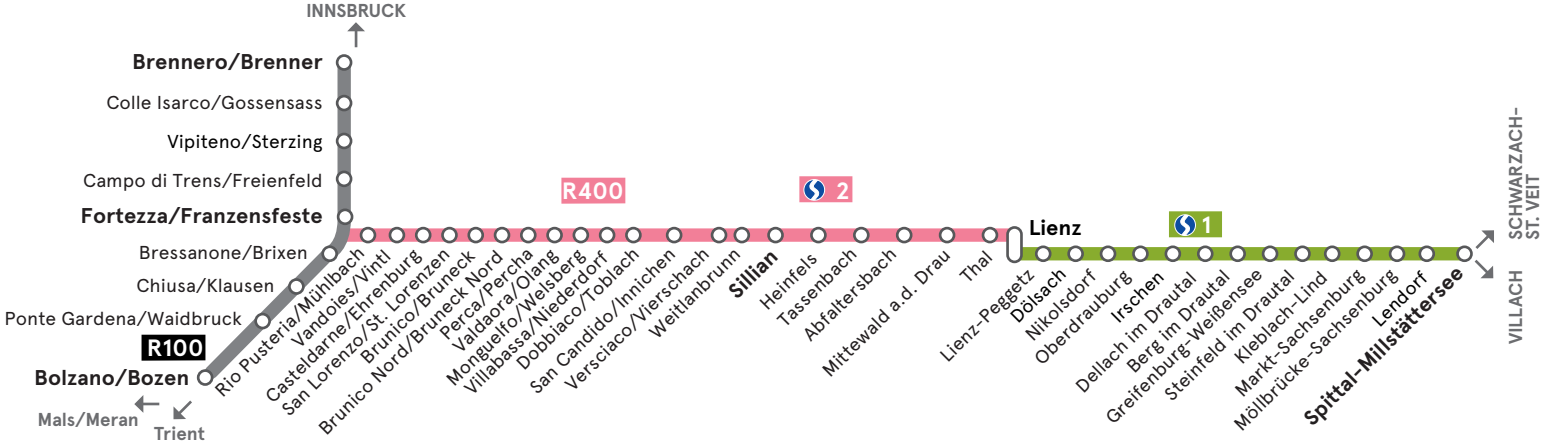 INNSBRUCK
Brennero/Brenner
Colle Isarco/Gossensass
Vipiteno/Sterzing
Campo di Trens/Freienfeld
Fortezza/Franzensfeste
Bressanone/Brixen
Chiusa/Klausen
Ponte Gardena/Waidbruck
R100
Bolzano/Bozen
Mals/Meran
Trient
R400
Rio Pusteria/Mühlbach
Vandoies/Vintl
Casteldarne/Ehrenburg
San Lorenzo/St. Lorenzen
Brunico/Bruneck
Brunico Nord/Bruneck Nord
Perca/Percha
Valdaora/Olang
Monguelfo/Welsberg
Villabassa/Niederdorf
Dobbiaco/Toblach
San Candido/Innichen
Versciaco/Vierschach
Weitlanbrunn
Sillian
2
Heinfels
Tassenbach
Abfaltersbach
Mittewald a.d. Drau
Thal
Lienz
1
Lienz-Peggetz
Dölsach
Nikolsdorf
Oberdrauburg
Irschen
Dellach im Drautal
Berg im Drautal
Greifenburg-Weißensee
Steinfeld im Drautal
Kleblach-Lind
Markt-Sachsenburg
Möllbrücke-Sachsenburg
Lendorf
Spittal-Millstättersee
SCHWARZACH-
ST. VEIT
VILLACH